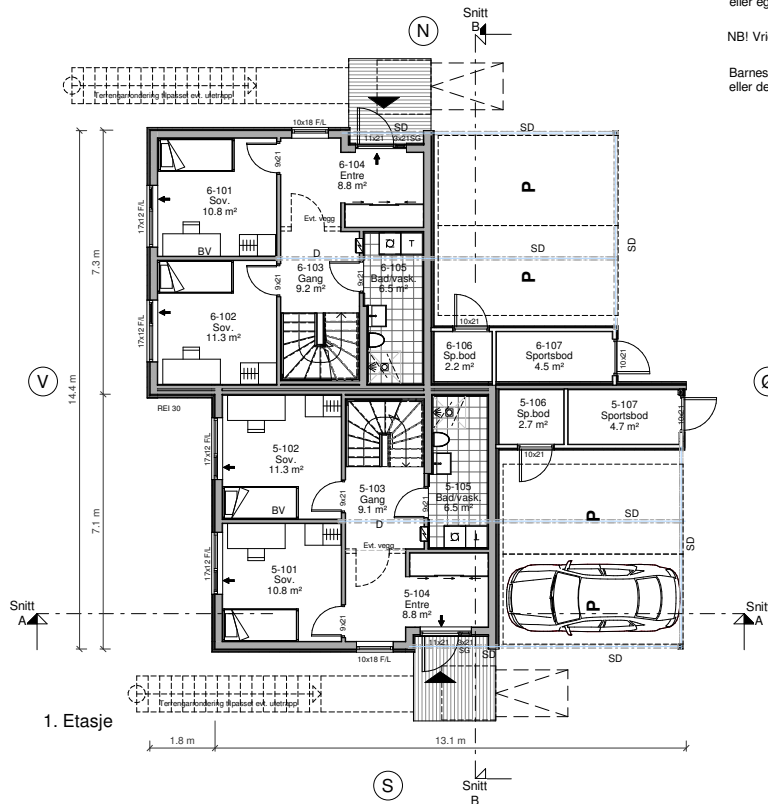 eller eg
Snitt
B
N
NB! Vri
Barnes
eller de
Terrengarrondering tilpasset evt. utetrapp
10x18 F/L
SD
SD
11x21
3x21SG
6-104
Entre
8.8 m²
9x21
6-101
Sov.
10.8 m²
17x12 F/L
P
Evt. vegg
BV
D
T
SD
SD
7.3 m
6-103
Gang
9.2 m²
6-105
Bad/vask.
6.5 m²
9x21
9x21
P
6-102
Sov.
11.3 m²
17x12 F/L
10x21
6-106
Sp.bod
2.2 m²
6-107
Sportsbod
4.5 m²
10x21
V
14.4 m
Ø
REI 30
5-106
Sp.bod
2.7 m²
5-107
Sportsbod
4.7 m²
10x21
5-102
Sov.
11.3 m²
17x12 F/L
10x21
5-103
Gang
9.1 m²
5-105
Bad/vask.
6.5 m²
9x21
9x21
BV
D
T
P
SD
SD
7.1 m
Evt. vegg
17x12 F/L
5-101
Sov.
10.8 m²
5-104
Entre
8.8 m²
P
Snitt
A
Snitt
A
9x21
11x21
3x21
SG
SD
SD
10x18 F/L
Terrengarrondering tilpasset evt. utetrapp
1. Etasje
1.8 m
13.1 m
S
Snitt
B